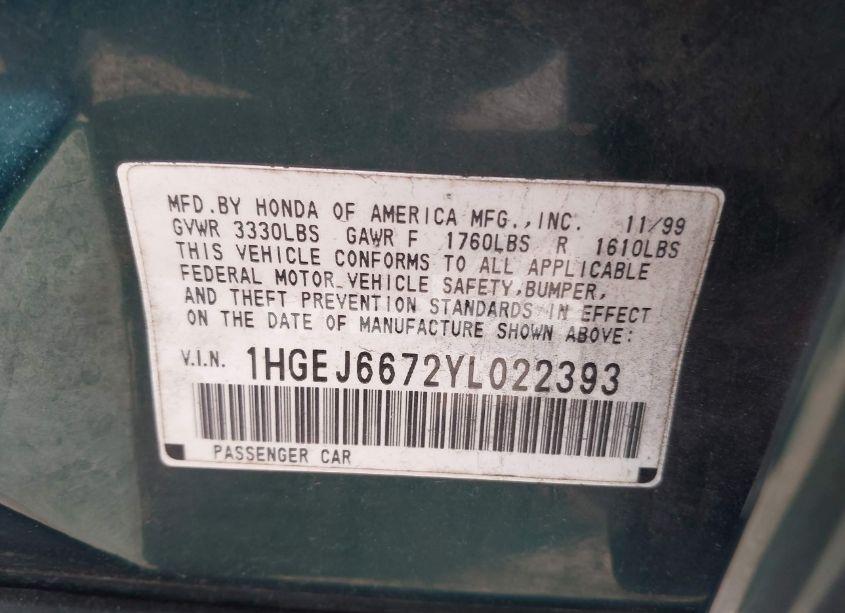 MFD.BY HONDA OF AMERICA MFG.,INC. 11/99
GVWR 3330LBS GAWR F 1760LBS R 1610LBS
THIS VEHICLE CONFORMS TO ALL APPLICABLE
FEDERAL MOTOR VEHICLE SAFETY,BUMPER,
AND THEFT PREVENTION STANDARDS IN EFFECT
ON THE DATE OF MANUFACTURE SHOWN ABOVE:
V.I.N. 1HGEJ6672YL022393
PASSENGER CAR